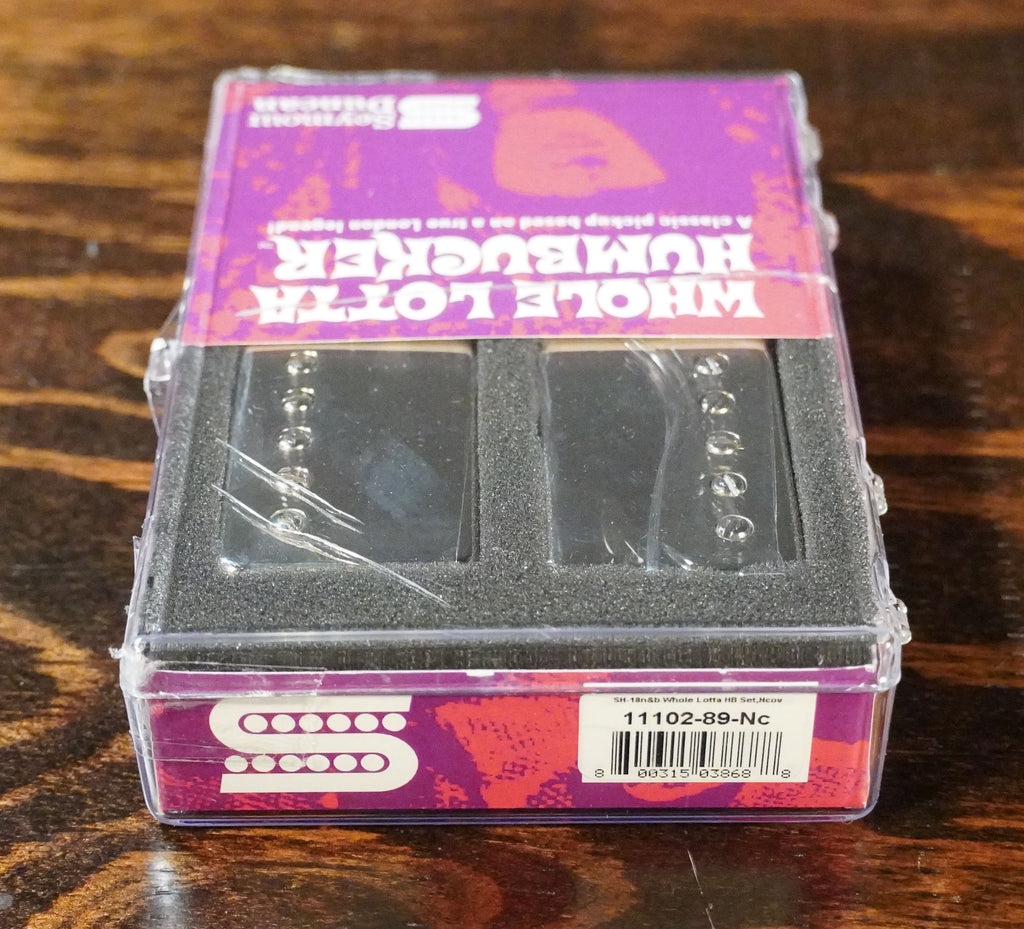 WHOLE LOTTA
HUMBUCKER™
A classic pickup based on a true London legend!
Seymour
Duncan
SH-18n&b Whole Lotta HB Set,Ncov
11102-89-Nc
8 00315 03868 8